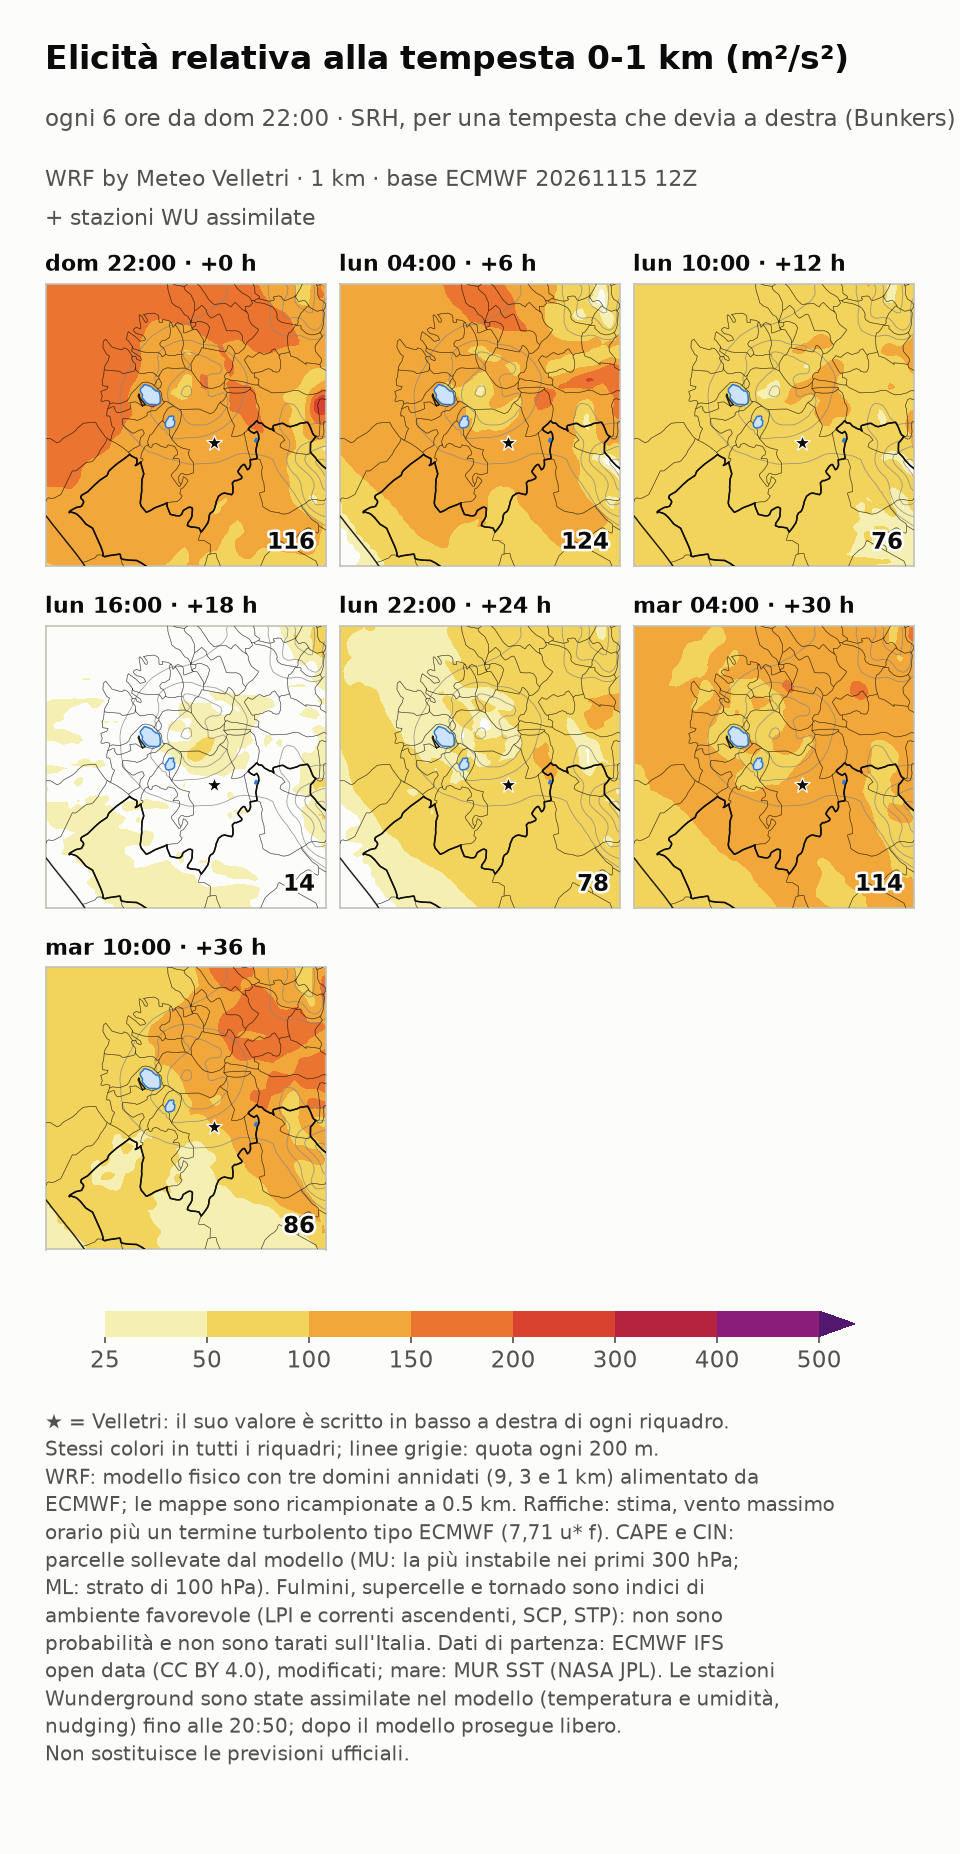 Elicità relativa alla tempesta 0-1 km (m²/s²)
ogni 6 ore da dom 22:00 · SRH, per una tempesta che devia a destra (Bunkers)
WRF by Meteo Velletri · 1 km · base ECMWF 20261115 12Z
+ stazioni WU assimilate
dom 22:00 · +0 h
lun 04:00 · +6 h
lun 10:00 · +12 h
116
124
76
lun 16:00 · +18 h
lun 22:00 · +24 h
mar 04:00 · +30 h
14
78
114
mar 10:00 · +36 h
86
25 50 100 150 200 300 400 500
★ = Velletri: il suo valore è scritto in basso a destra di ogni riquadro.
Stessi colori in tutti i riquadri; linee grigie: quota ogni 200 m.
WRF: modello fisico con tre domini annidati (9, 3 e 1 km) alimentato da
ECMWF; le mappe sono ricampionate a 0.5 km. Raffiche: stima, vento massimo
orario più un termine turbolento tipo ECMWF (7,71 u* f). CAPE e CIN:
parcelle sollevate dal modello (MU: la più instabile nei primi 300 hPa;
ML: strato di 100 hPa). Fulmini, supercelle e tornado sono indici di
ambiente favorevole (LPI e correnti ascendenti, SCP, STP): non sono
probabilità e non sono tarati sull'Italia. Dati di partenza: ECMWF IFS
open data (CC BY 4.0), modificati; mare: MUR SST (NASA JPL). Le stazioni
Wunderground sono state assimilate nel modello (temperatura e umidità,
nudging) fino alle 20:50; dopo il modello prosegue libero.
Non sostituisce le previsioni ufficiali.